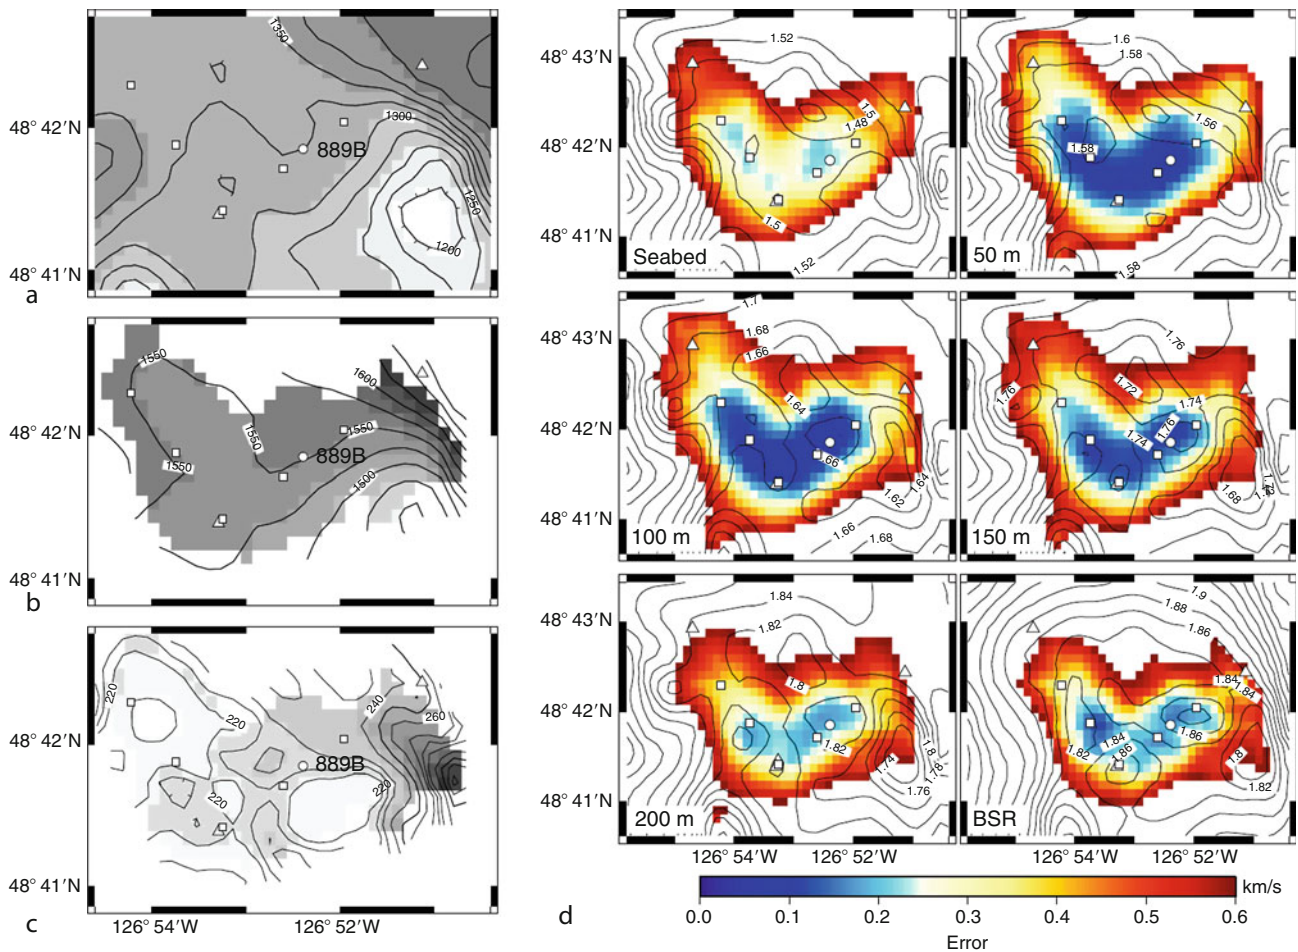 1350
48° 42′N
1300
889B
1250
1200
48° 41′N
a
1550
1600
48° 42′N
1550
1550
889B
1550
1500
48° 41′N
b
220
240
260
220
48° 42′N
889B
220
220
48° 41′N
c
126° 54′W
126° 52′W
48° 43′N
1.52
1.5
1.48
48° 42′N
1.5
48° 41′N
1.52
Seabed
1.6
1.58
1.56
1.58
1.58
50 m
48° 43′N
1.7
1.68
1.66
1.64
48° 42′N
1.66
1.64
1.62
48° 41′N
1.66
1.68
100 m
1.76
1.72
1.76
1.74
1.76
1.74
1.68
150 m
48° 43′N
1.84
1.82
1.8
48° 42′N
1.82
1.8
1.74
1.78
1.76
48° 41′N
200 m
1.9
1.88
1.86
1.84
1.84
1.86
1.84
1.82
1.86
1.8
1.82
BSR
126° 54′W
126° 52′W
126° 54′W
126° 52′W
d
km/s
0.0
0.1
0.2
0.3
0.4
0.5
0.6
Error